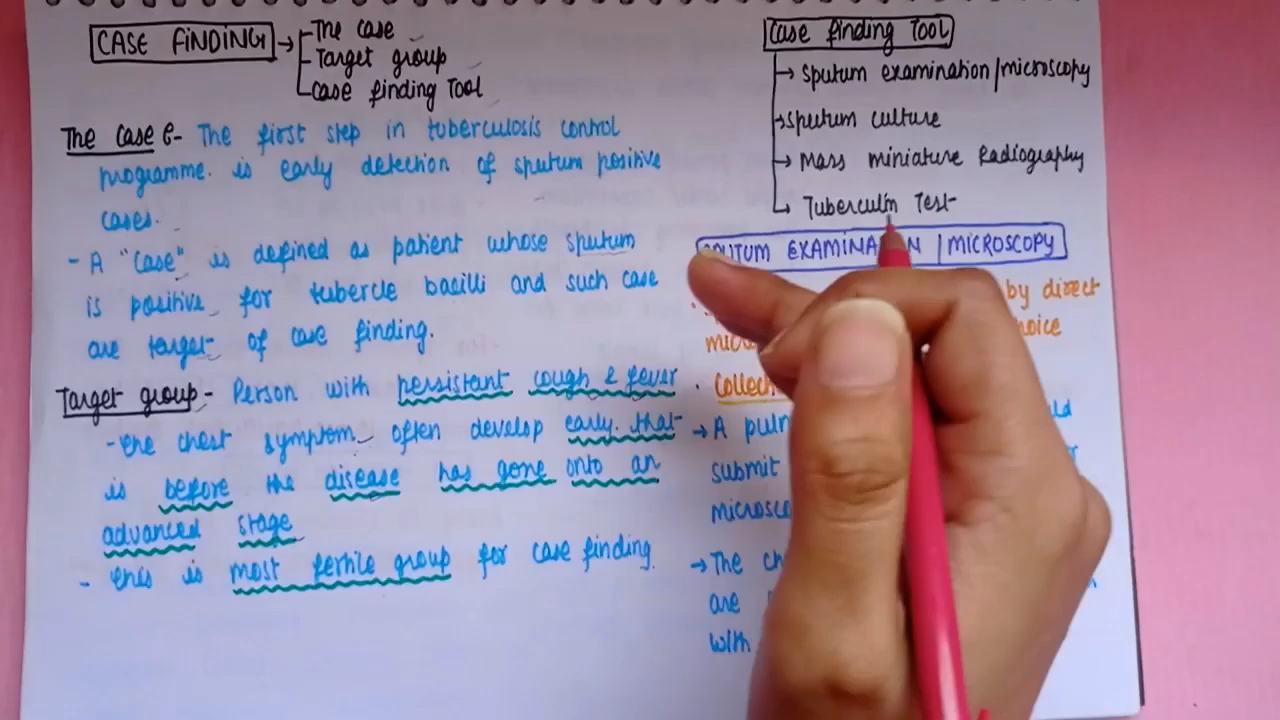 CASE FINDING → The case
Target group
Case finding Tool
The Case :- The first step in tuberculosis control
programme. is early detection of sputum positive
cases.
- A "Case" is defined as patient whose sputum
is positive for tubercle bacilli and such case
are target of case finding.
Target group - Person with persistant cough & fever
- the chest symptom often develop early. that
is before the disease has gone onto an
advanced stage
- this is most fertile group for case finding.
Case finding Tool
→ Sputum examination/microscopy
→ Sputum culture
→ Mass miniature Radiography
→ Tuberculin Test
SPUTUM EXAMINATION / MICROSCOPY
by direct
→ A
submit
→ The
are
with